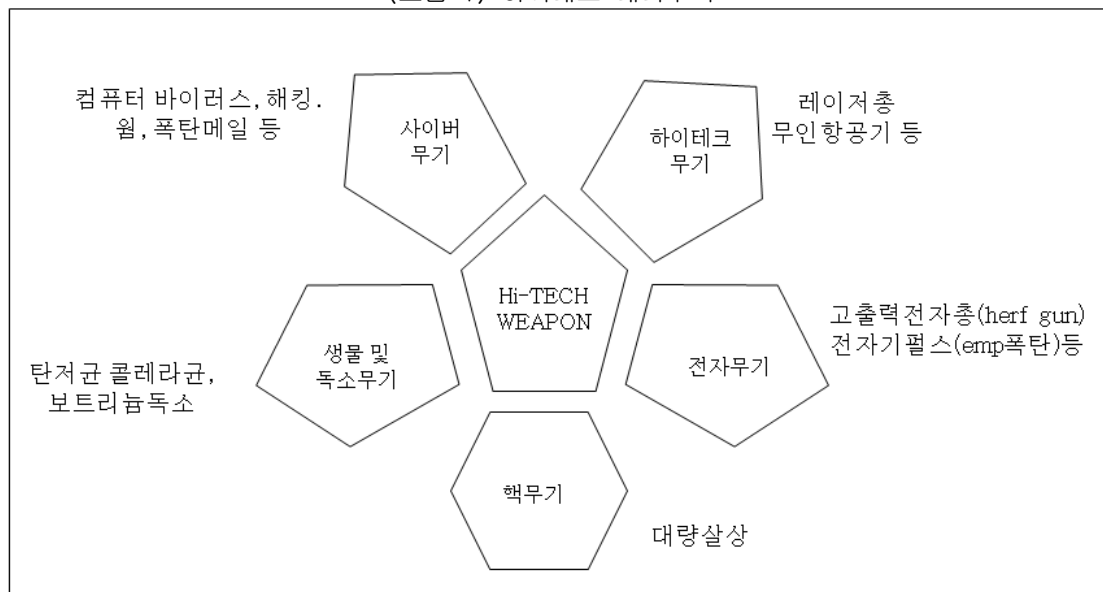 컴퓨터 바이러스, 해킹.
웜, 폭탄메일 등
사이버
무기
하이테크
무기
레이저총
무인항공기 등
Hi-TECH
WEAPON
생물 및
독소무기
탄저균 콜레라균,
보트리늄독소
전자무기
고출력전자총(herf gun)
전자기펄스(emp폭탄)등
핵무기
대량살상